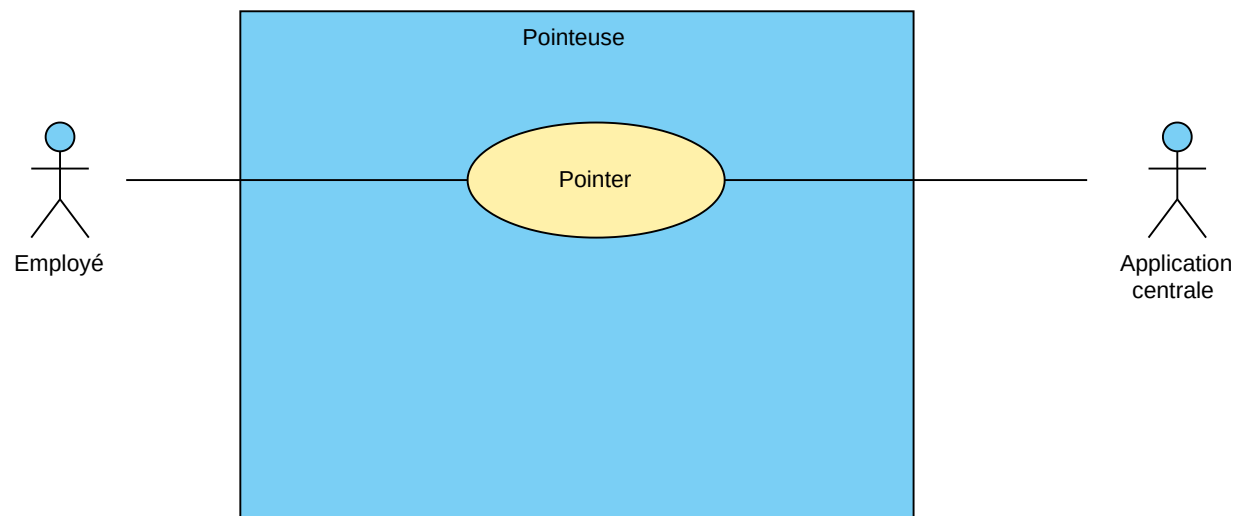 Pointeuse
Pointer
Employé
Application
centrale